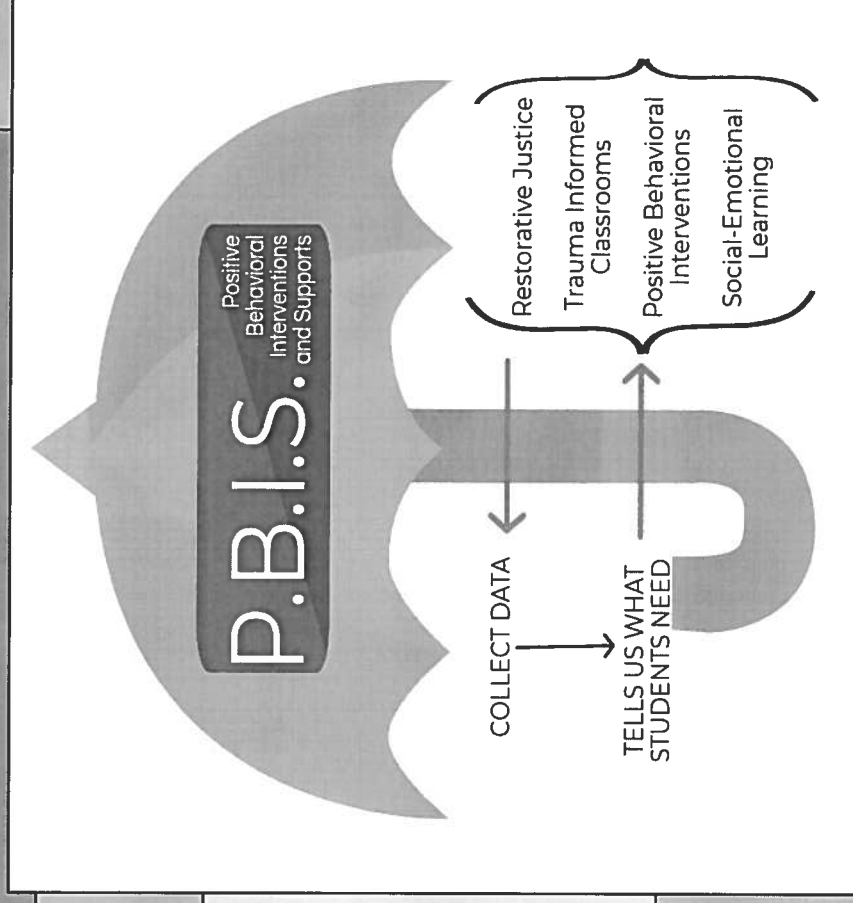 P.B.I.S.
Positive
Behavioral
Interventions
and Supports
COLLECT DATA
TELLS US WHAT
STUDENTS NEED
Restorative Justice
Trauma Informed
Classrooms
Positive Behavioral
Interventions
Social-Emotional
Learning